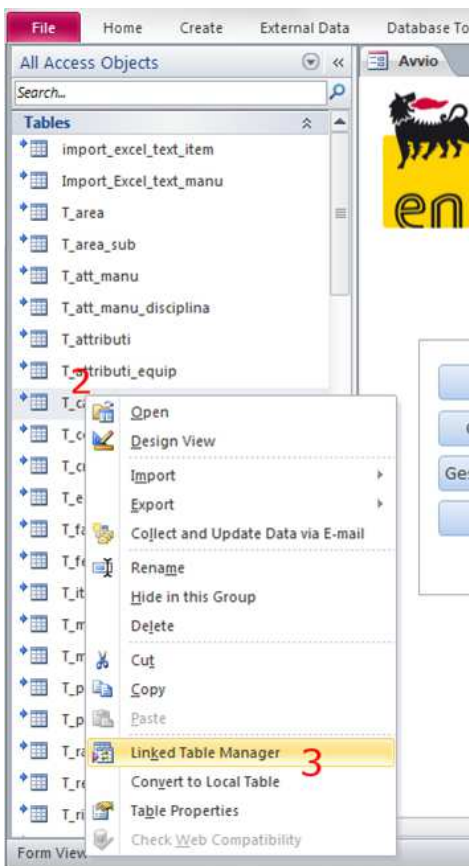 File Home Create External Data Database To
All Access Objects
Avvio
Search...
Tables
import_excel_text_item
Import_Excel_text_manu
T_area
T_area_sub
T_att_manu
T_att_manu_disciplina
T_attributi
T_attributi_equip
2
Open
Design View
Import
Export
Collect and Update Data via E-mail
Rename
Hide in this Group
Delete
Cut
Copy
Paste
Linked Table Manager
3
Convert to Local Table
Table Properties
Check Web Compatibility
Form View
en
Ges